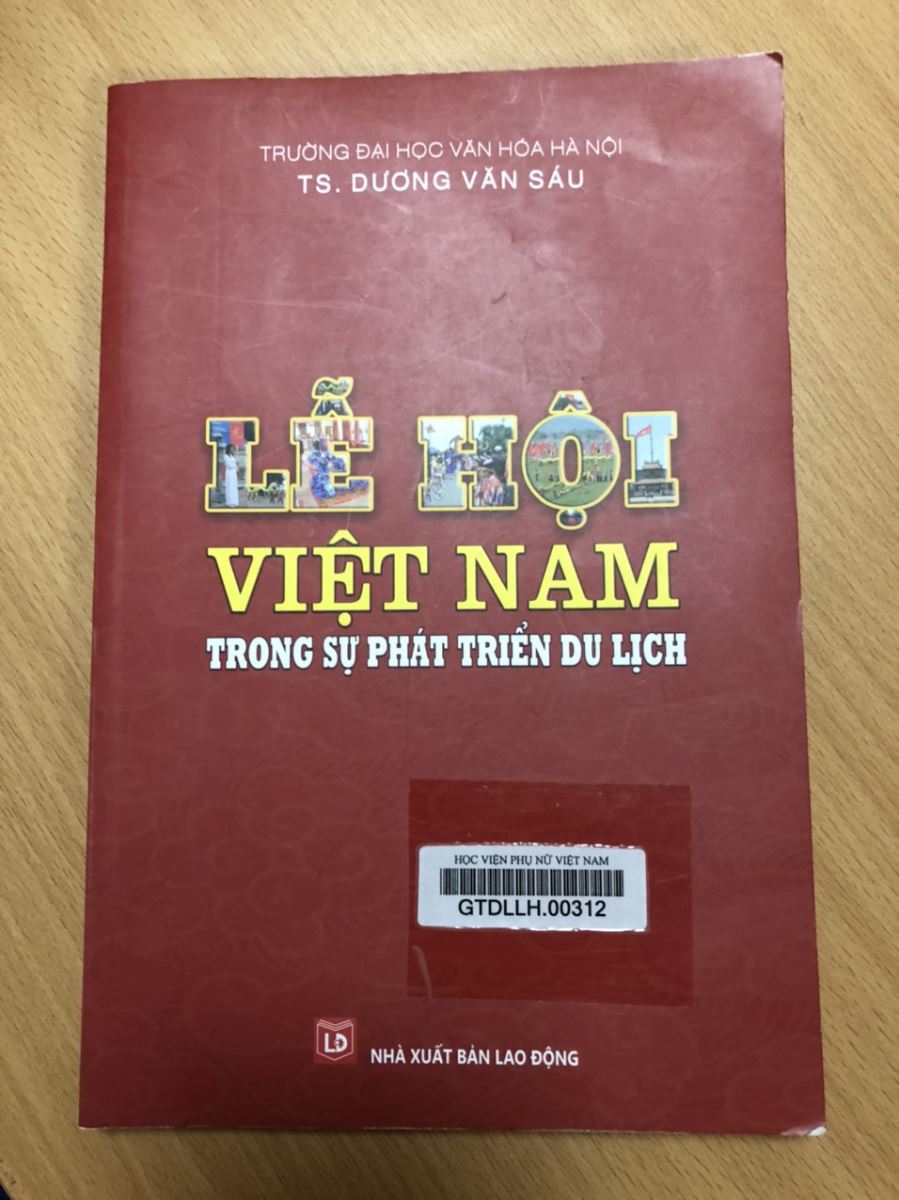 TRƯỜNG ĐẠI HỌC VĂN HÓA HÀ NỘI
TS. DƯƠNG VĂN SÁU
LỄ HỘI
VIỆT NAM
TRONG SỰ PHÁT TRIỂN DU LỊCH
HỌC VIỆN PHỤ NỮ VIỆT NAM
GTDLLH.00312
LĐ
NHÀ XUẤT BẢN LAO ĐỘNG